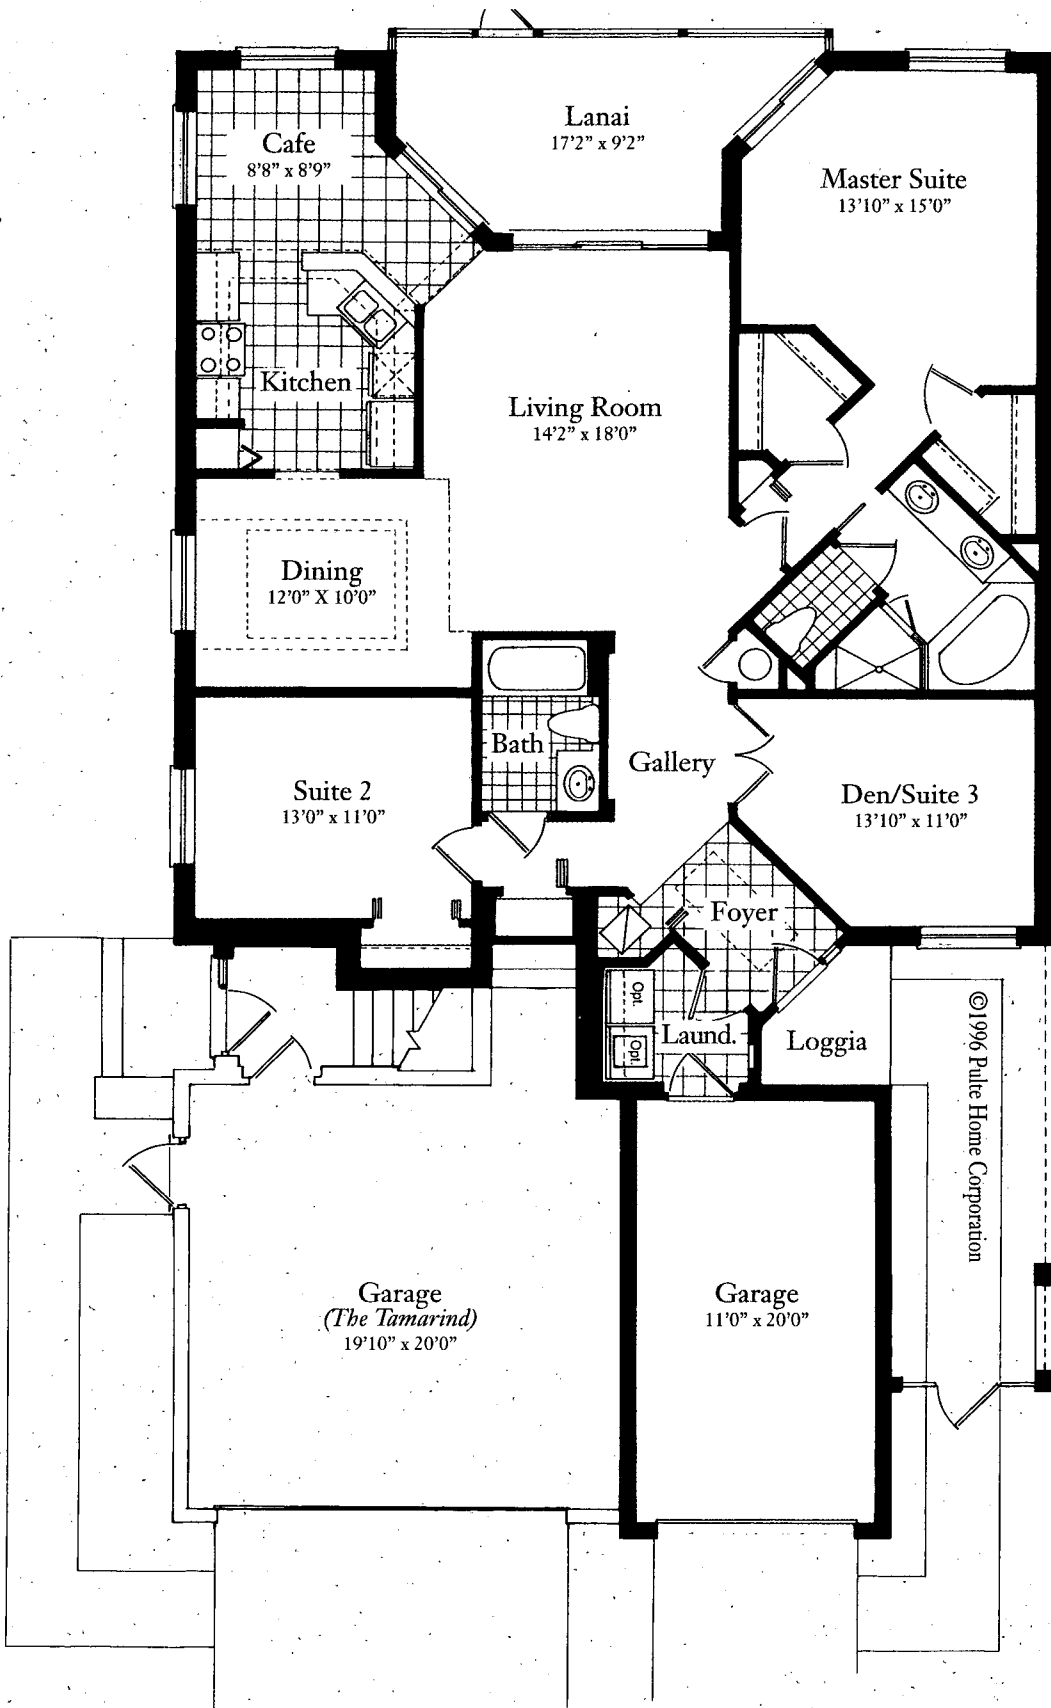 Lanai
17'2" x 9'2"
Cafe
8'8" x 8'9"
Master Suite
13'10" x 15'0"
Kitchen
Living Room
14'2" x 18'0"
Dining
12'0" X 10'0"
Bath
Gallery
Suite 2
13'0" x 11'0"
Den/Suite 3
13'10" x 11'0"
Foyer
Opt.
Opt.
Laund.
Loggia
©1996 Pulte Home Corporation
Garage
(The Tamarind)
19'10" x 20'0"
Garage
11'0" x 20'0"